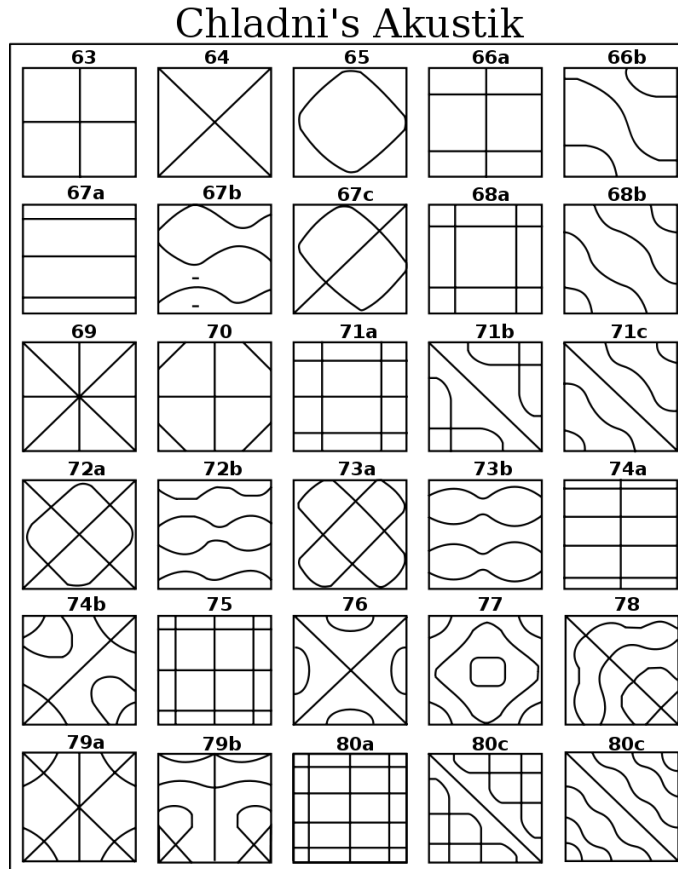 Chladni's Akustik
63 64 65 66a 66b
67a 67b 67c 68a 68b
69 70 71a 71b 71c
72a 72b 73a 73b 74a
74b 75 76 77 78
79a 79b 80a 80c 80c